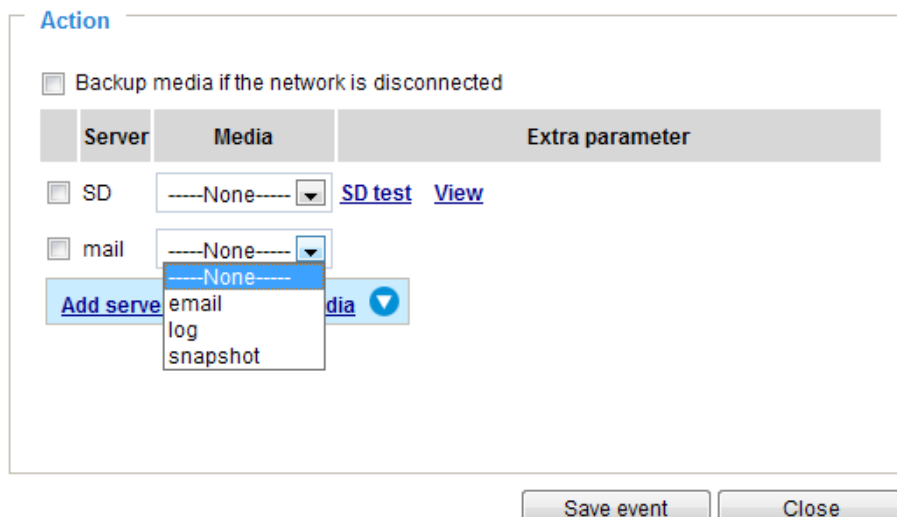 Action
Backup media if the network is disconnected
Server Media Extra parameter
SD -----None----- SD test View
mail -----None-----
-----None-----
Add serve email dia
log
snapshot
Save event Close